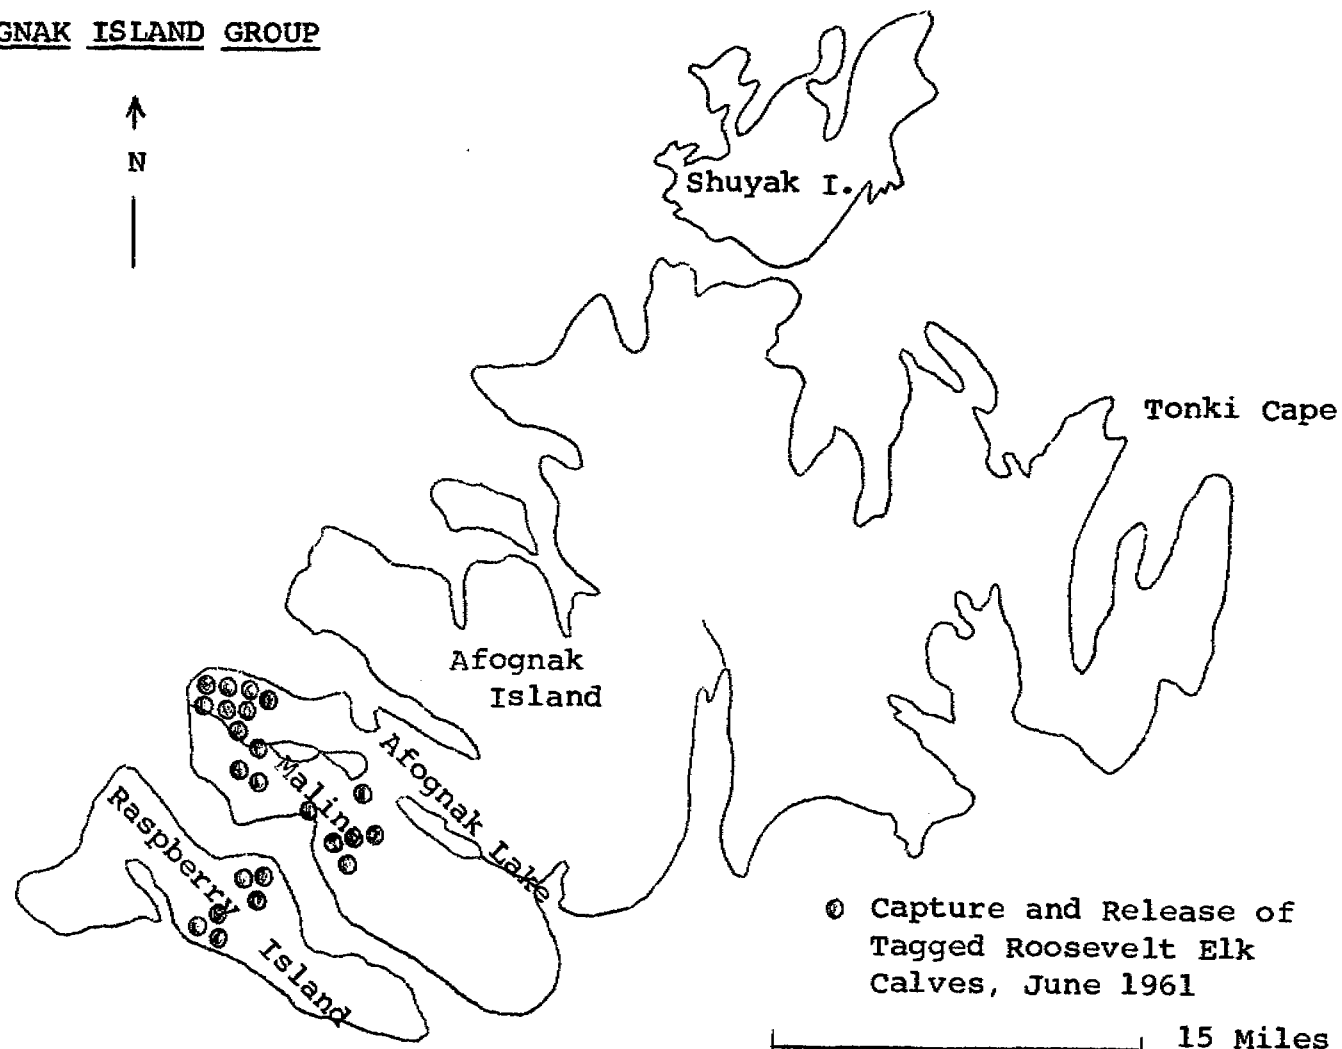 GNAK ISLAND GROUP
N
Shuyak I.
Tonki Cape
Afognak
Island
Afognak Lake
Malina
Raspberry
Island
Capture and Release of
Tagged Roosevelt Elk
Calves, June 1961
15 Miles